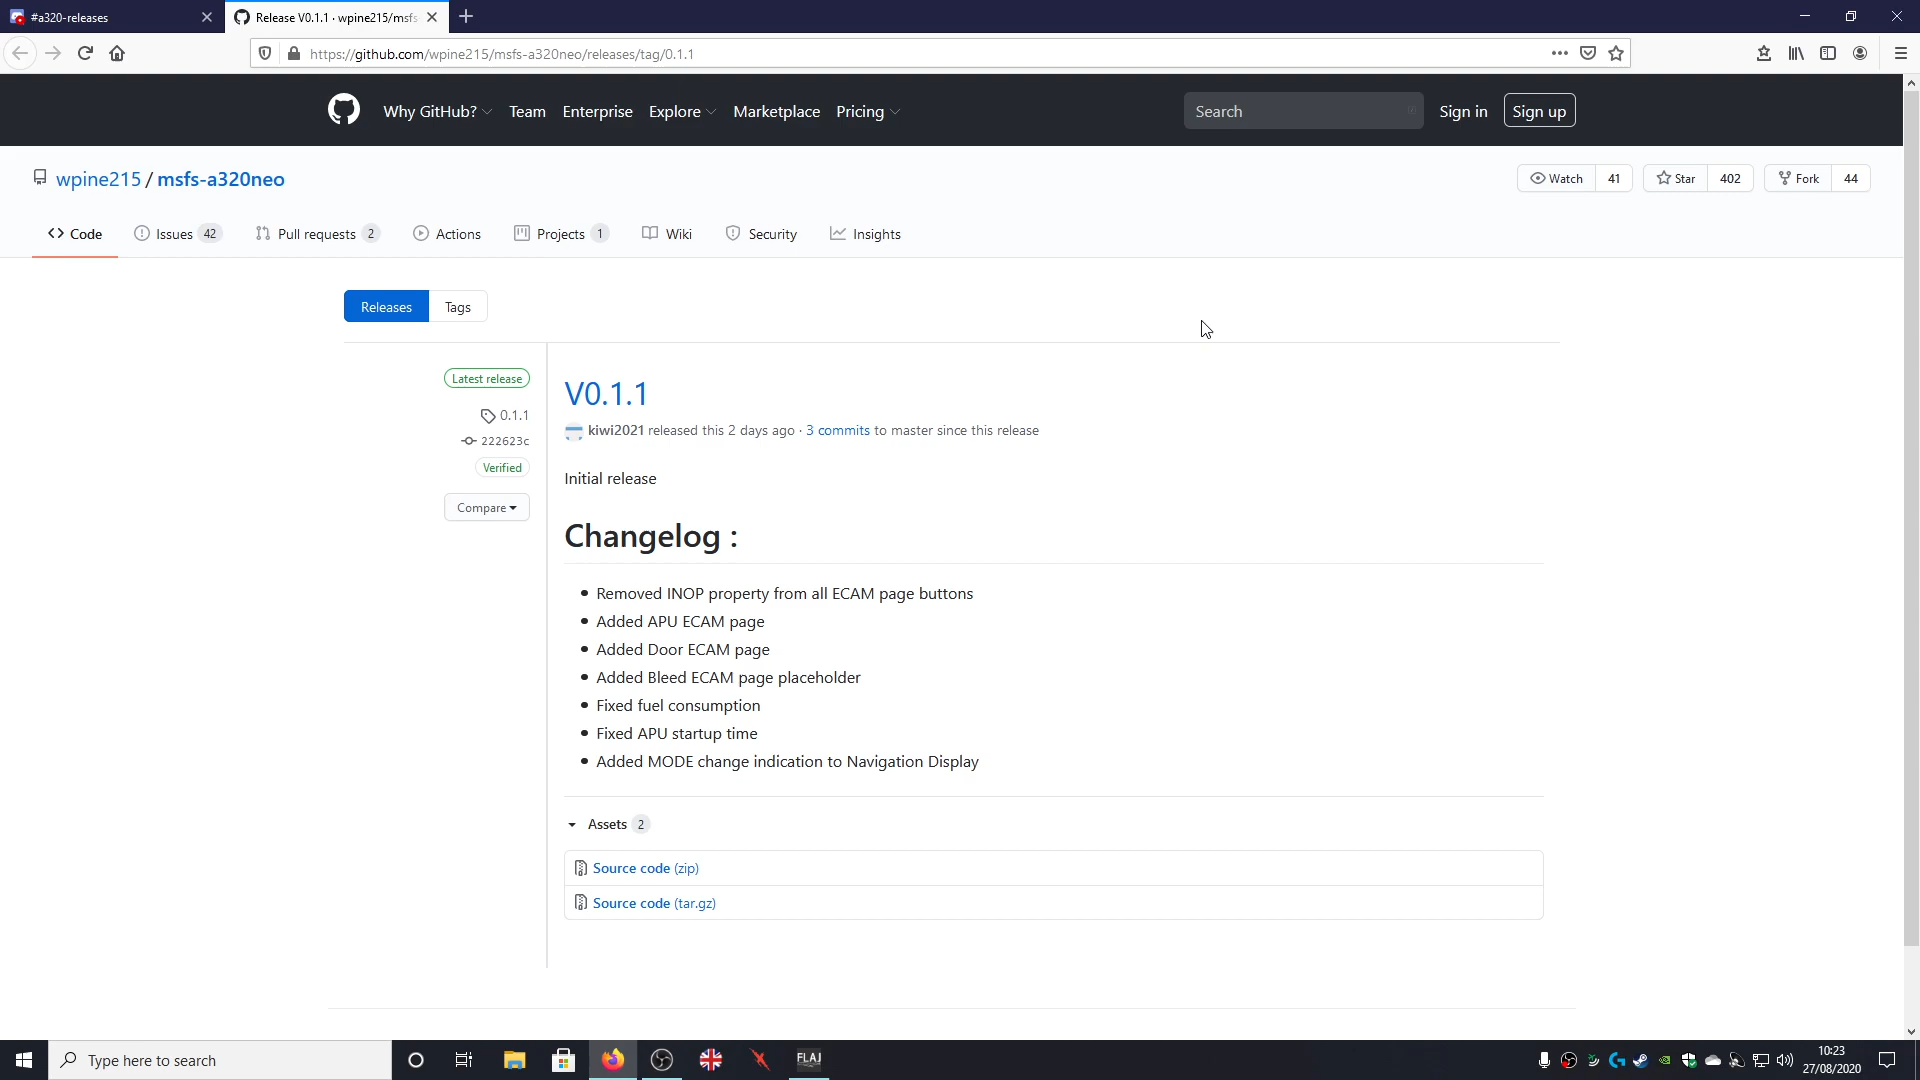 #a320-releases
Release V0.1.1 · wpine215/msfs
https://github.com/wpine215/msfs-a320neo/releases/tag/0.1.1
Why GitHub? Team Enterprise Explore Marketplace Pricing Search Sign in Sign up
wpine215 / msfs-a320neo
Watch 41 Star 402 Fork 44
Code Issues 42 Pull requests 2 Actions Projects 1 Wiki Security Insights
Releases Tags
Latest release
0.1.1
222623c
Verified
Compare
V0.1.1
kiwi2021 released this 2 days ago · 3 commits to master since this release
Initial release
Changelog :
Removed INOP property from all ECAM page buttons
Added APU ECAM page
Added Door ECAM page
Added Bleed ECAM page placeholder
Fixed fuel consumption
Fixed APU startup time
Added MODE change indication to Navigation Display
Assets 2
Source code (zip)
Source code (tar.gz)
Type here to search
FLAJ
10:23
27/08/2020